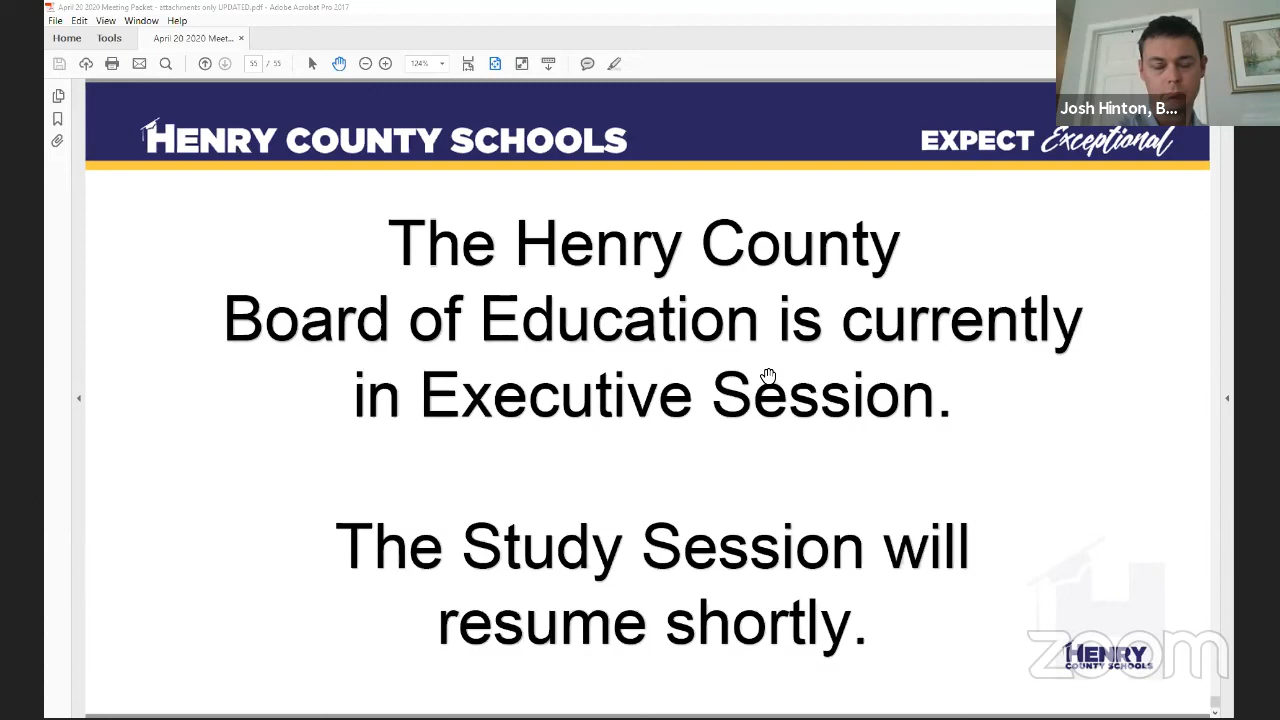 April 20 2020 Meeting Packet - attachments only UPDATED.pdf - Adobe Acrobat Pro 2017
File Edit View Window Help
Home Tools April 20 2020 Meet... ×
55 / 55 124%
Josh Hinton, B...
HENRY COUNTY SCHOOLS
EXPECT Exceptional
The Henry County
Board of Education is currently
in Executive Session.
The Study Session will
resume shortly.
zoom
HENRY
COUNTY SCHOOLS